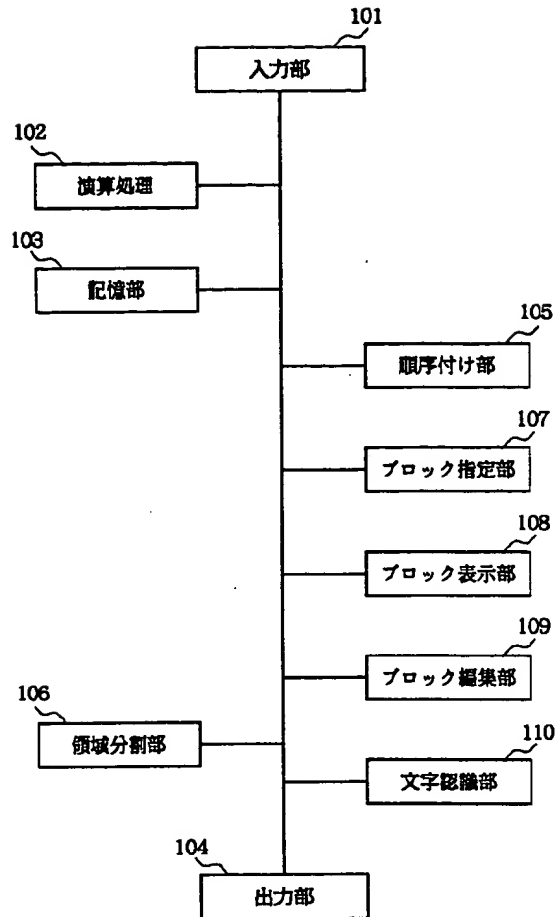 101
入力部
102
演算処理
103
記憶部
105
順序付け部
107
ブロック指定部
108
ブロック表示部
109
ブロック編集部
106
領域分割部
110
文字認識部
104
出力部